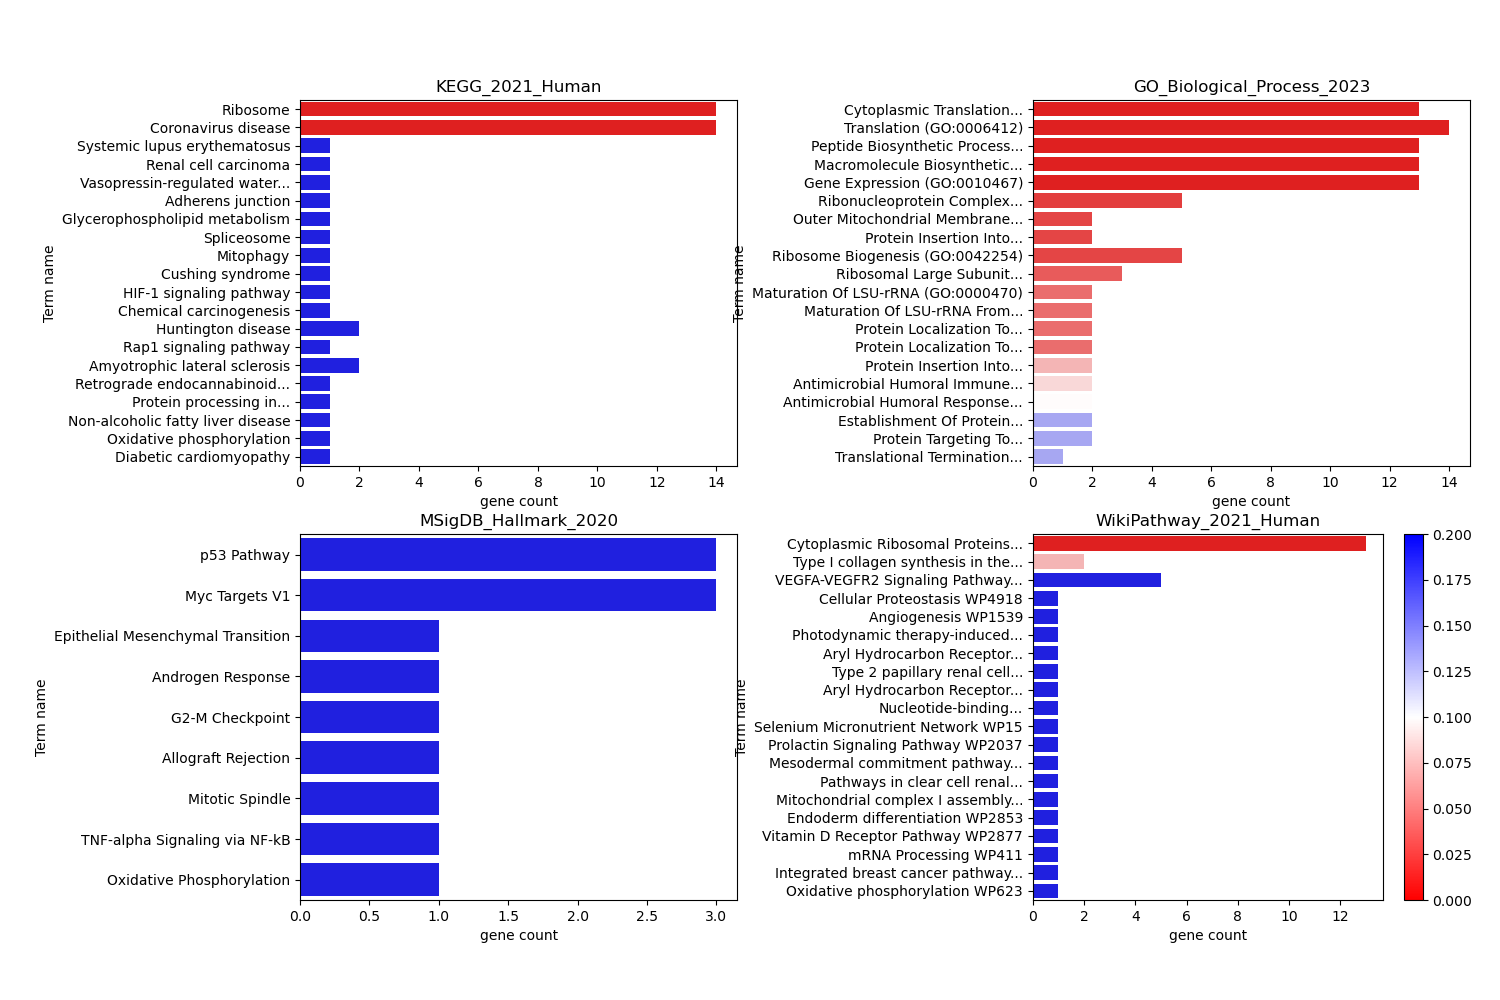 KEGG_2021_Human
Term name
Ribosome
Coronavirus disease
Systemic lupus erythematosus
Renal cell carcinoma
Vasopressin-regulated water...
Adherens junction
Glycerophospholipid metabolism
Spliceosome
Mitophagy
Cushing syndrome
HIF-1 signaling pathway
Chemical carcinogenesis
Huntington disease
Rap1 signaling pathway
Amyotrophic lateral sclerosis
Retrograde endocannabinoid...
Protein processing in...
Non-alcoholic fatty liver disease
Oxidative phosphorylation
Diabetic cardiomyopathy
0 2 4 6 8 10 12 14
gene count
GO_Biological_Process_2023
Term name
Cytoplasmic Translation...
Translation (GO:0006412)
Peptide Biosynthetic Process...
Macromolecule Biosynthetic...
Gene Expression (GO:0010467)
Ribonucleoprotein Complex...
Outer Mitochondrial Membrane...
Protein Insertion Into...
Ribosome Biogenesis (GO:0042254)
Ribosomal Large Subunit...
Maturation Of LSU-rRNA (GO:0000470)
Maturation Of LSU-rRNA From...
Protein Localization To...
Protein Localization To...
Protein Insertion Into...
Antimicrobial Humoral Immune...
Antimicrobial Humoral Response...
Establishment Of Protein...
Protein Targeting To...
Translational Termination...
0 2 4 6 8 10 12 14
gene count
MSigDB_Hallmark_2020
Term name
p53 Pathway
Myc Targets V1
Epithelial Mesenchymal Transition
Androgen Response
G2-M Checkpoint
Allograft Rejection
Mitotic Spindle
TNF-alpha Signaling via NF-kB
Oxidative Phosphorylation
0.0 0.5 1.0 1.5 2.0 2.5 3.0
gene count
WikiPathway_2021_Human
Term name
Cytoplasmic Ribosomal Proteins...
Type I collagen synthesis in the...
VEGFA-VEGFR2 Signaling Pathway...
Cellular Proteostasis WP4918
Angiogenesis WP1539
Photodynamic therapy-induced...
Aryl Hydrocarbon Receptor...
Type 2 papillary renal cell...
Aryl Hydrocarbon Receptor...
Nucleotide-binding...
Selenium Micronutrient Network WP15
Prolactin Signaling Pathway WP2037
Mesodermal commitment pathway...
Pathways in clear cell renal...
Mitochondrial complex I assembly...
Endoderm differentiation WP2853
Vitamin D Receptor Pathway WP2877
mRNA Processing WP411
Integrated breast cancer pathway...
Oxidative phosphorylation WP623
0 2 4 6 8 10 12
gene count
0.200
0.175
0.150
0.125
0.100
0.075
0.050
0.025
0.000